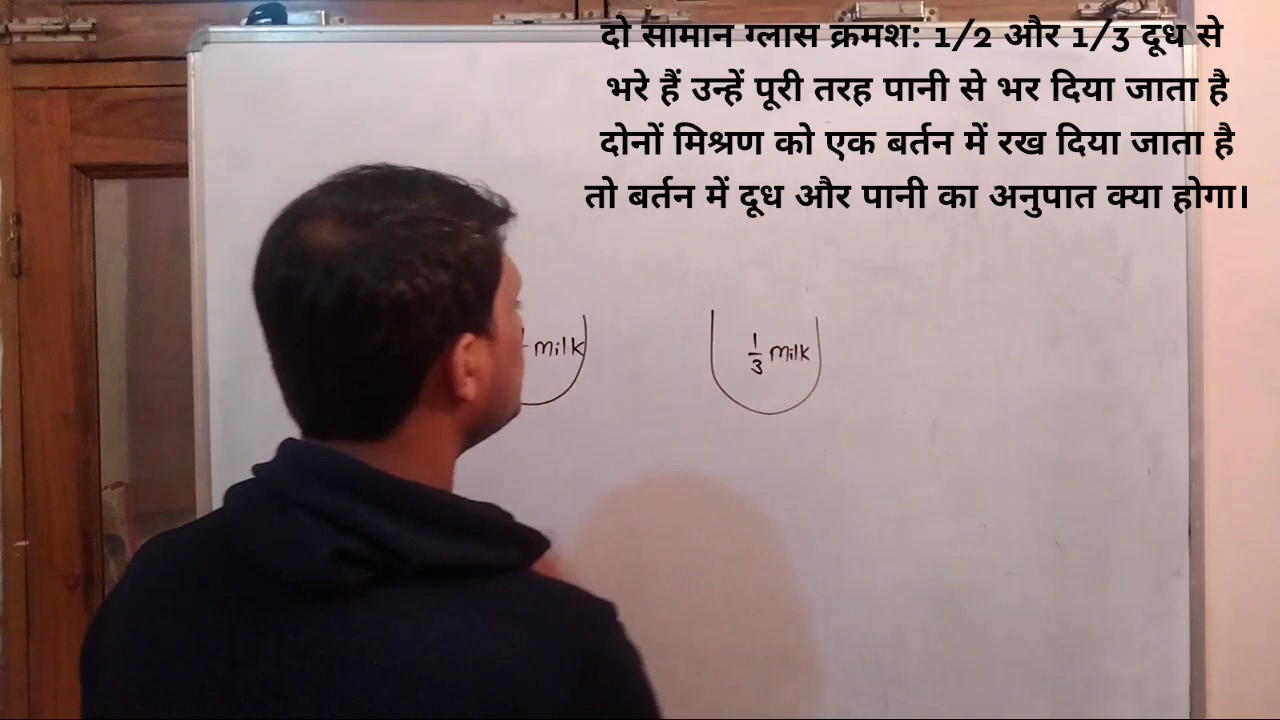 दो सामान ग्लास क्रमश: 1/2 और 1/3 दूध से
भरे हैं उन्हें पूरी तरह पानी से भर दिया जाता है
दोनों मिश्रण को एक बर्तन में रख दिया जाता है
तो बर्तन में दूध और पानी का अनुपात क्या होगा।
milk
1/3 milk